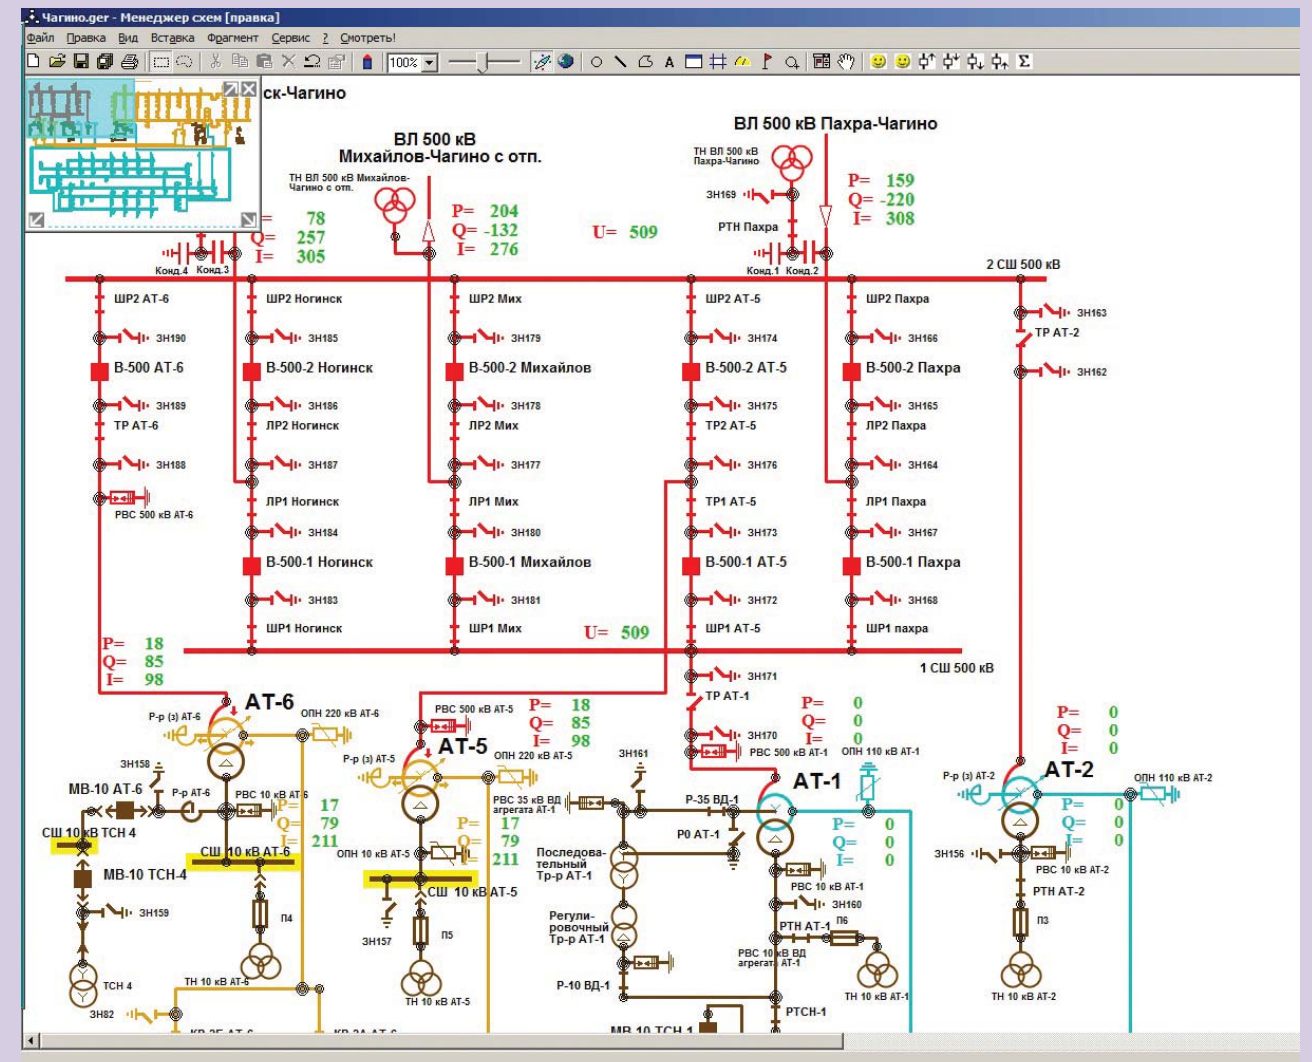 Чагино.ger - Менеджер схем [правка]
Файл Правка Вид Вставка Фрагмент Сервис ? Смотреть!
100%
A
Σ
ск-Чагино
ВЛ 500 кВ
Михайлов-Чагино с отп.
ВЛ 500 кВ Пахра-Чагино
ТН ВЛ 500 кВ Михайлов-
Чагино с отп.
ТН ВЛ 500 кВ
Пахра-Чагино
ЗН169
РТН Пахра
= 78
Q= 257
I= 305
P= 204
Q= -132
I= 276
U= 509
P= 159
Q= -220
I= 308
Конд.4 Конд.3
Конд.1 Конд.2
2 СШ 500 кВ
ШР2 АТ-6
ШР2 Ногинск
ШР2 Мих
ШР2 АТ-5
ШР2 Пахра
ЗН163
ТР АТ-2
ЗН190
ЗН185
ЗН179
ЗН174
ЗН166
В-500 АТ-6
В-500-2 Ногинск
В-500-2 Михайлов
В-500-2 АТ-5
В-500-2 Пахра
ЗН162
ЗН189
ЗН186
ЗН178
ЗН175
ЗН165
ТР АТ-6
ЛР2 Ногинск
ЛР2 Мих
ТР2 АТ-5
ЛР2 Пахра
ЗН188
ЗН187
ЗН177
ЗН176
ЗН164
РВС 500 кВ АТ-6
ЛР1 Ногинск
ЛР1 Мих
ТР1 АТ-5
ЛР1 Пахра
ЗН184
ЗН180
ЗН173
ЗН167
В-500-1 Ногинск
В-500-1 Михайлов
В-500-1 АТ-5
В-500-1 Пахра
ЗН183
ЗН181
ЗН172
ЗН168
ШР1 Ногинск
ШР1 Мих
U= 509
ШР1 АТ-5
ШР1 пахра
P= 18
Q= 85
I= 98
1 СШ 500 кВ
ЗН171
ТР АТ-1
ЗН170
РВС 500 кВ АТ-1
АТ-6
Р-р (з) АТ-6
ОПН 220 кВ АТ-6
РВС 500 кВ АТ-5
P= 18
Q= 85
I= 98
АТ-5
Р-р (з) АТ-5
ОПН 220 кВ АТ-5
P= 0
Q= 0
I= 0
ОПН 110 кВ АТ-1
P= 0
Q= 0
I= 0
ЗН158
МВ-10 АТ-6
Р-р АТ-6
РВС 10 кВ АТ-6
P= 17
Q= 79
I= 211
СШ 10 кВ ТСН 4
СШ 10 кВ АТ-6
МВ-10 ТСН-4
ЗН159
П4
ТСН 4
ТН 10 кВ АТ-6
ЗН82
P= 17
Q= 79
211
ОПН 10 кВ АТ-5
СШ 10 кВ АТ-5
ЗН157
П5
ТН 10 кВ АТ-5
ЗН161
РВС 35 кВ ВД
агрегата АТ-1
Р-35 ВД-1
Р0 АТ-1
Последова-
тельный
Тр-р АТ-1
Регули-
ровочный
Тр-р АТ-1
Р-10 ВД-1
АТ-1
P= 0
Q= 0
I= 0
РВС 10 кВ АТ-1
ЗН160
РТН АТ-1
П6
РВС 10 кВ ВД
агрегата АТ-1
ТН 10 кВ АТ-1
РТСН-1
МВ 10 ТСН 1
АТ-2
Р-р (з) АТ-2
ОПН 110 кВ АТ-2
P= 0
Q= 0
I= 0
ЗН156
РВС 10 кВ АТ-2
РТН АТ-2
П3
ТН 10 кВ АТ-2